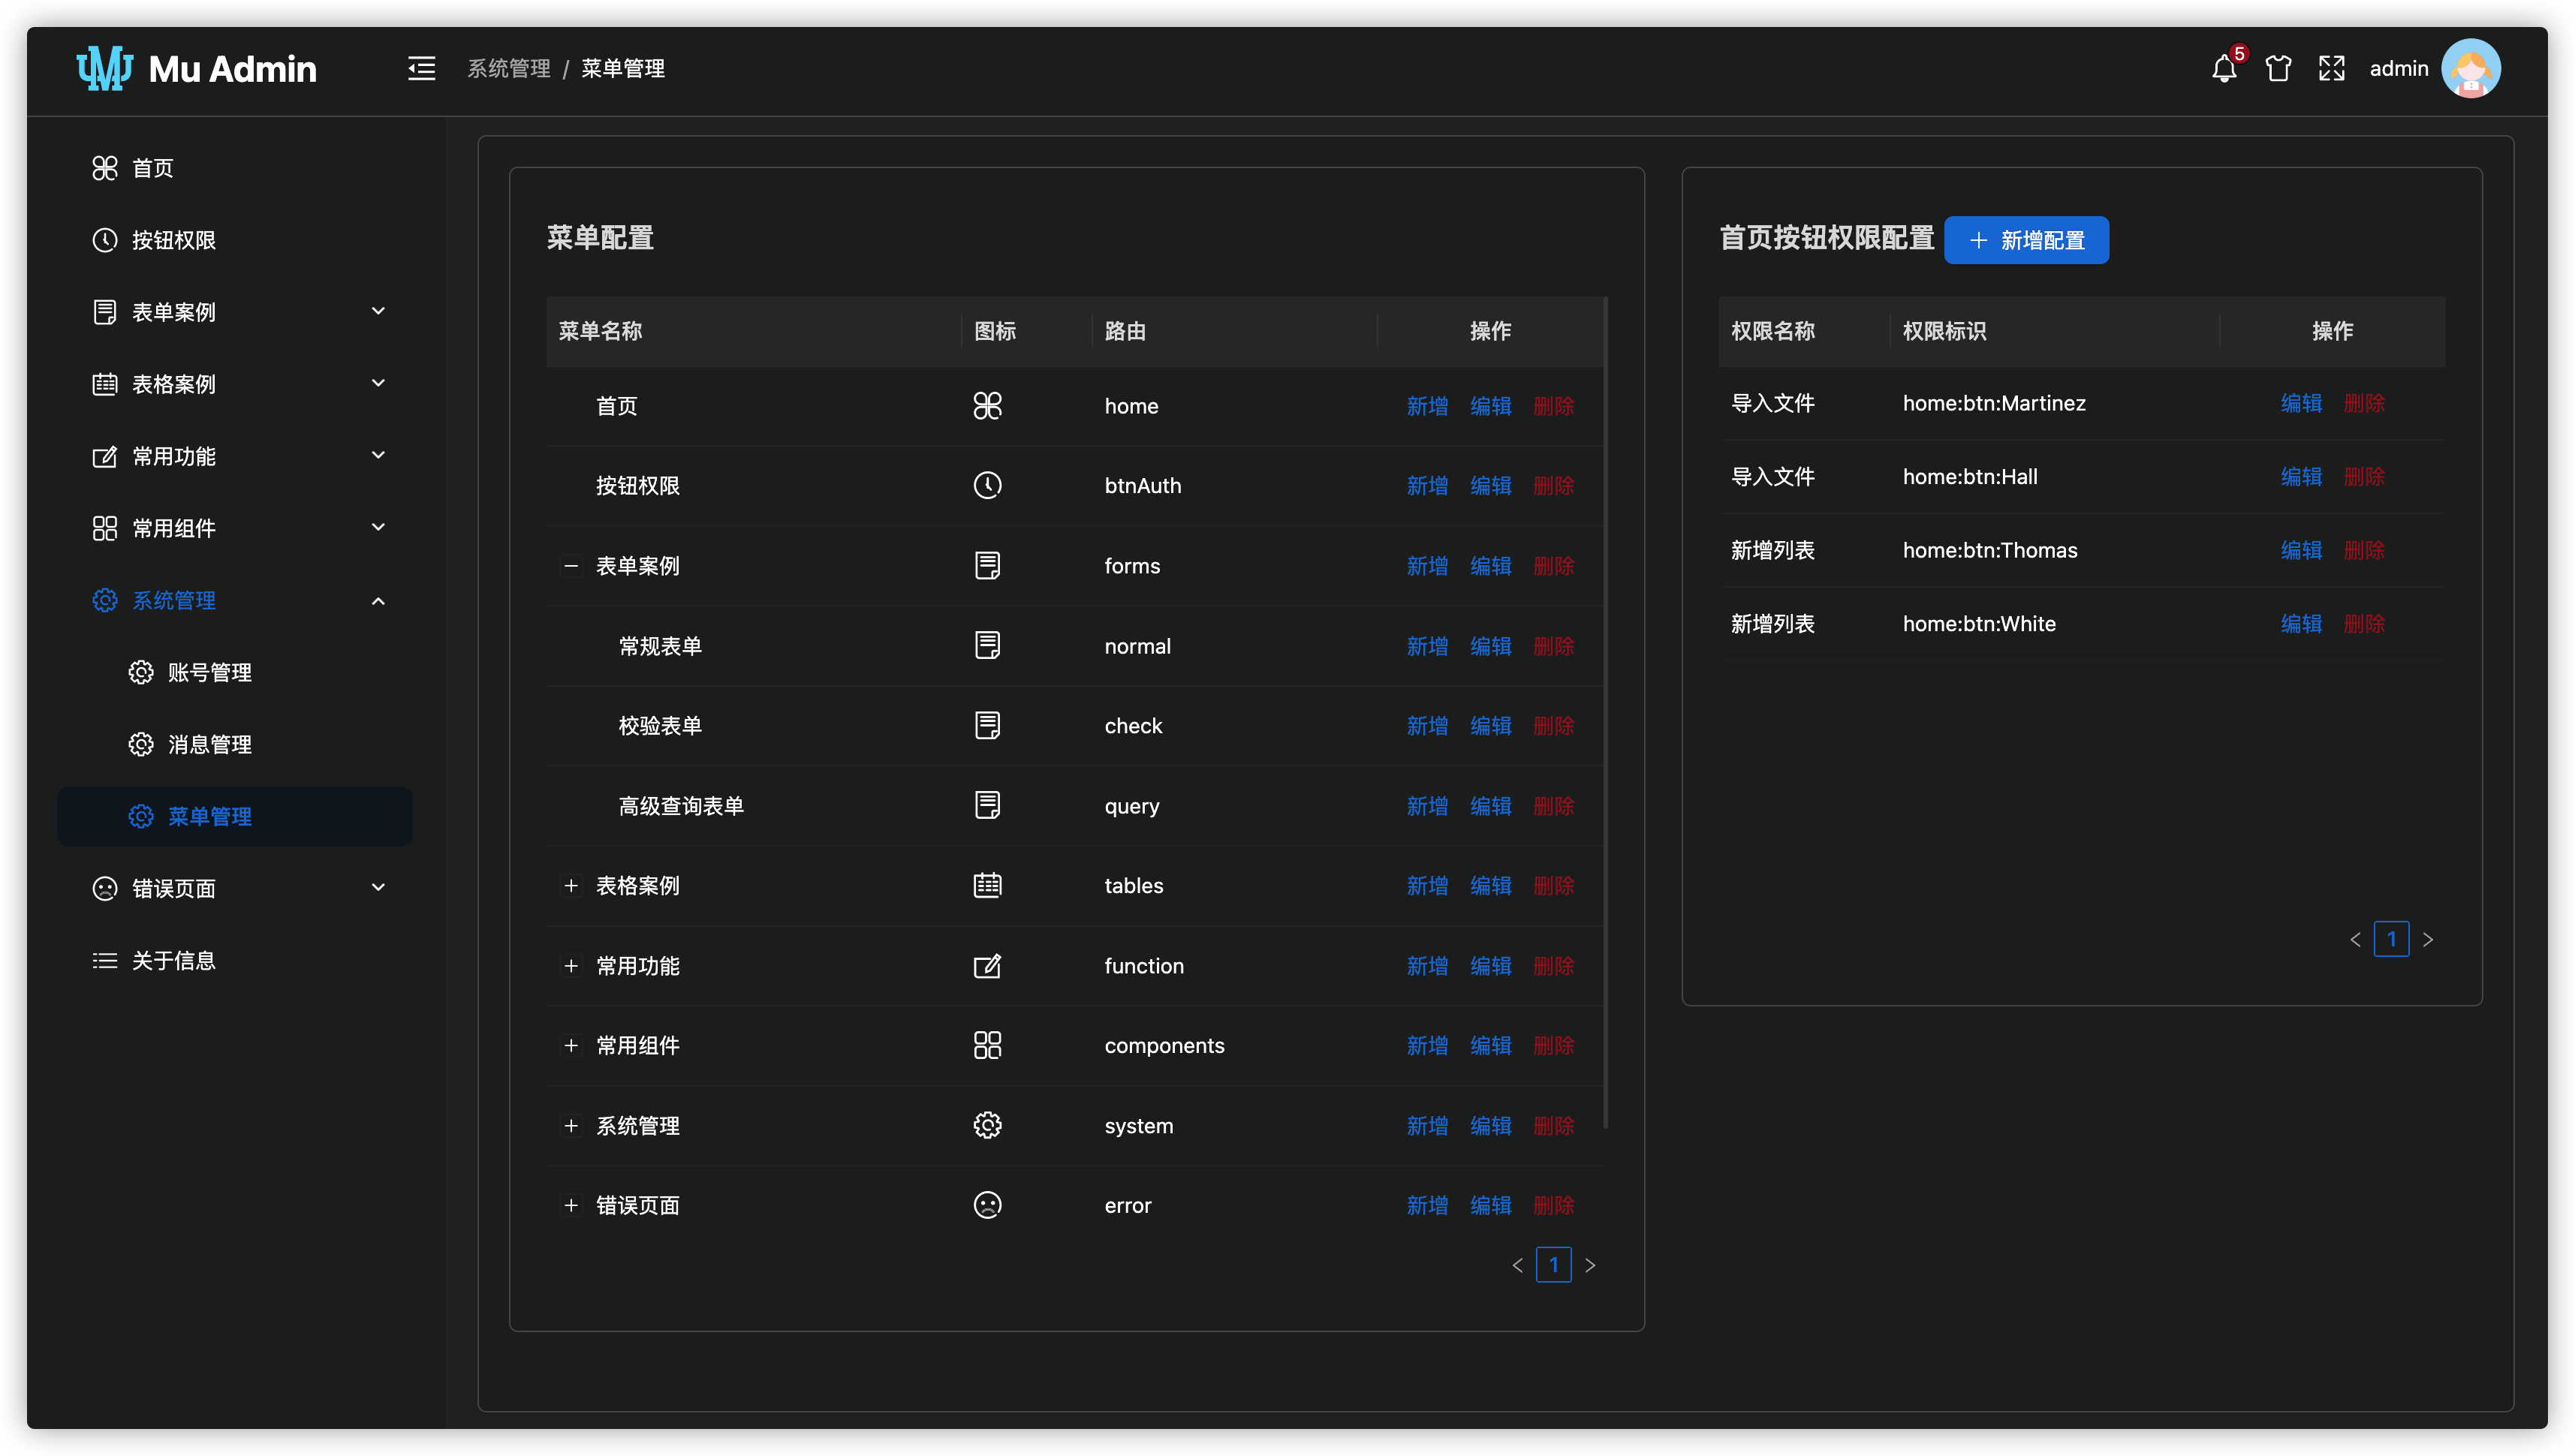 Mu Admin
系统管理 / 菜单管理
5
admin
首页
按钮权限
表单案例
表格案例
常用功能
常用组件
系统管理
账号管理
消息管理
菜单管理
错误页面
关于信息
菜单配置
菜单名称 图标 路由 操作
首页 home 新增 编辑 删除
按钮权限 btnAuth 新增 编辑 删除
表单案例 forms 新增 编辑 删除
常规表单 normal 新增 编辑 删除
校验表单 check 新增 编辑 删除
高级查询表单 query 新增 编辑 删除
表格案例 tables 新增 编辑 删除
常用功能 function 新增 编辑 删除
常用组件 components 新增 编辑 删除
系统管理 system 新增 编辑 删除
错误页面 error 新增 编辑 删除
1
首页按钮权限配置 新增配置
权限名称 权限标识 操作
导入文件 home:btn:Martinez 编辑 删除
导入文件 home:btn:Hall 编辑 删除
新增列表 home:btn:Thomas 编辑 删除
新增列表 home:btn:White 编辑 删除
1